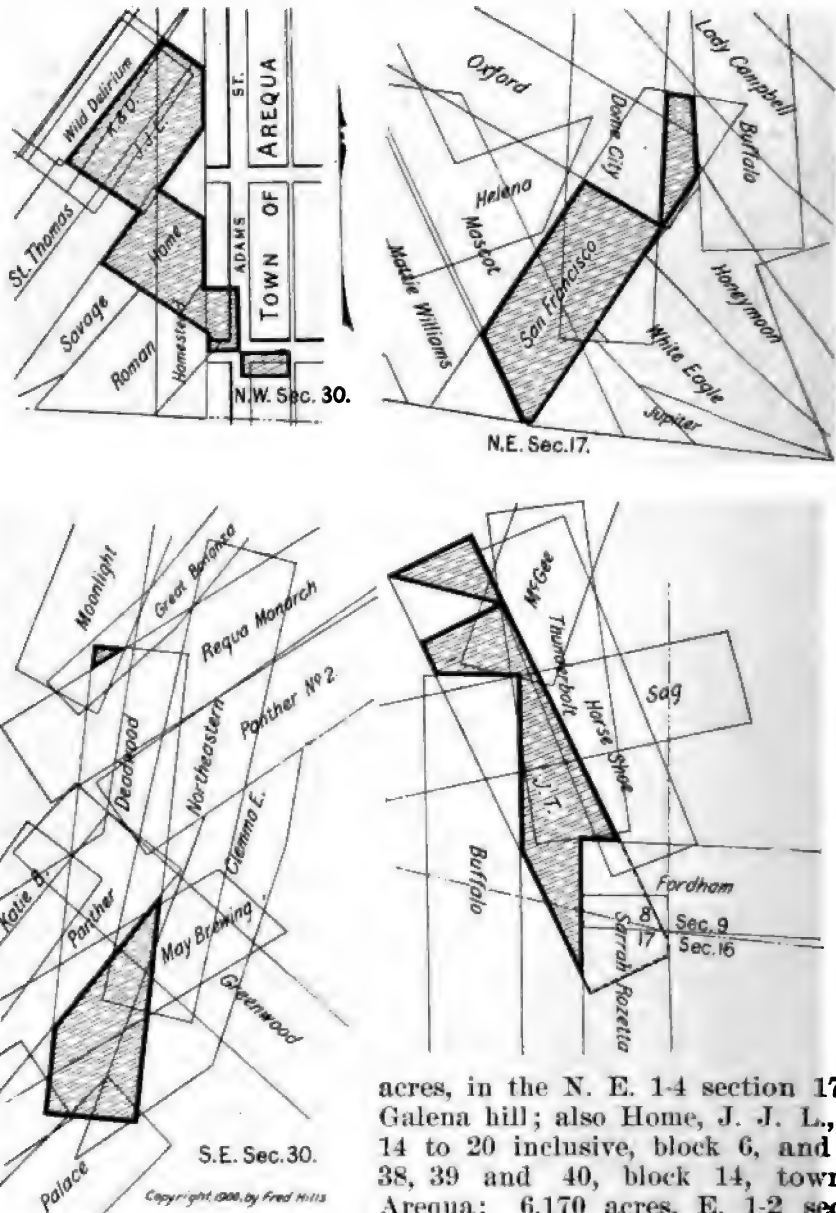 Wild Delirium
K. & O.
J. J. L.
St. Thomas
Home
Savage
Roman
Homestead
ADAMS
ST.
TOWN OF AREQUA
N.W. Sec. 30.
Oxford
Dome City
Lady Campbell
Buffalo
Helena
Mascot
Mattie Williams
San Francisco
Honeymoon
White Eagle
Jupiter
N.E. Sec.17.
Moonlight
Great Bonanza
Requa Monarch
Panther No 2
Deadwood
Northeastern
Clemma E.
Katie B.
Panther
May Brewing
Greenwood
Palace
S.E. Sec.30.
Copyright, 1900, by Fred Hills
McGee
Thunderbolt
Horse Shoe
Sag
J. T.
Buffalo
Fordham
8 Sec. 9
17 Sec.16
Sarrah Rozetta
acres, in the N. E. 1-4 section 17
Galena hill; also Home, J. J. L.,
14 to 20 inclusive, block 6, and
38, 39 and 40, block 14, town
Arequa; 6.170 acres, E. 1-2 sec